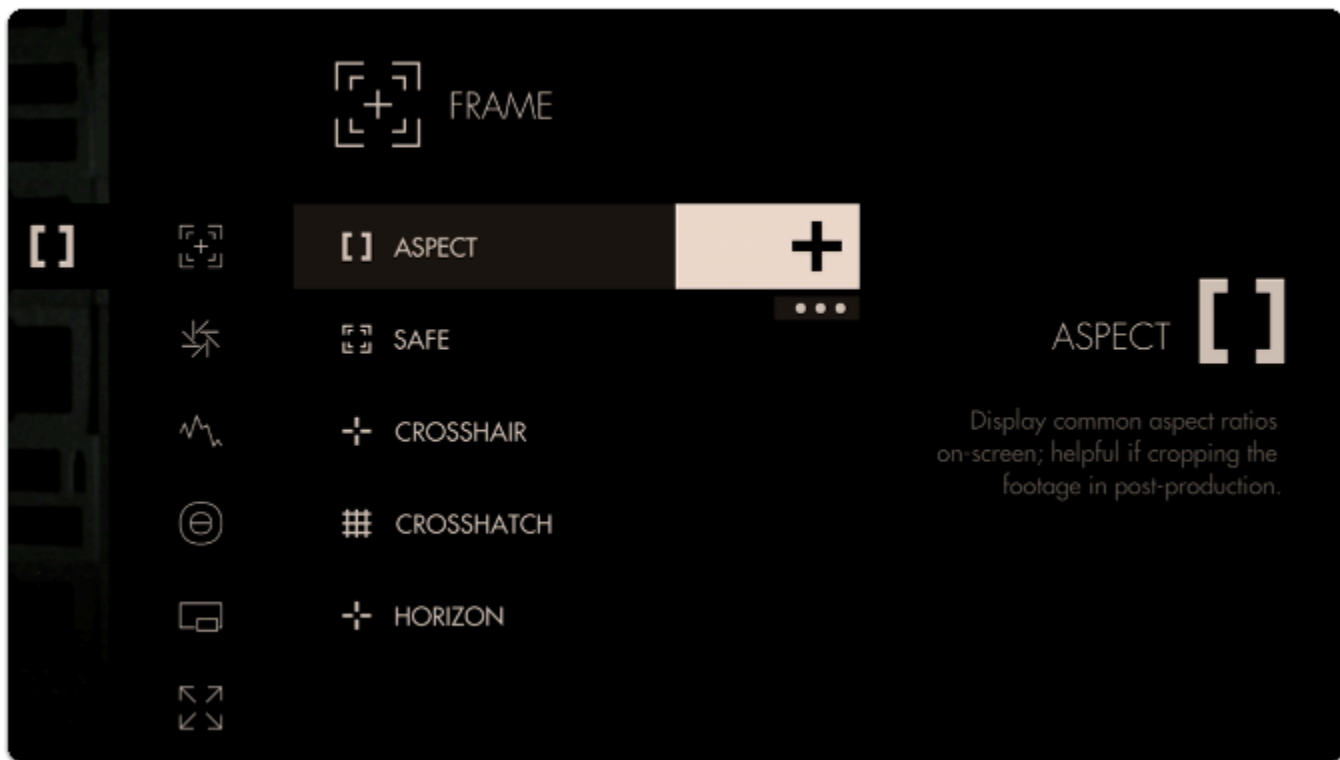 FRAME
ASPECT
SAFE
CROSSHAIR
CROSSHATCH
HORIZON
ASPECT
Display common aspect ratios
on-screen; helpful if cropping the
footage in post-production.